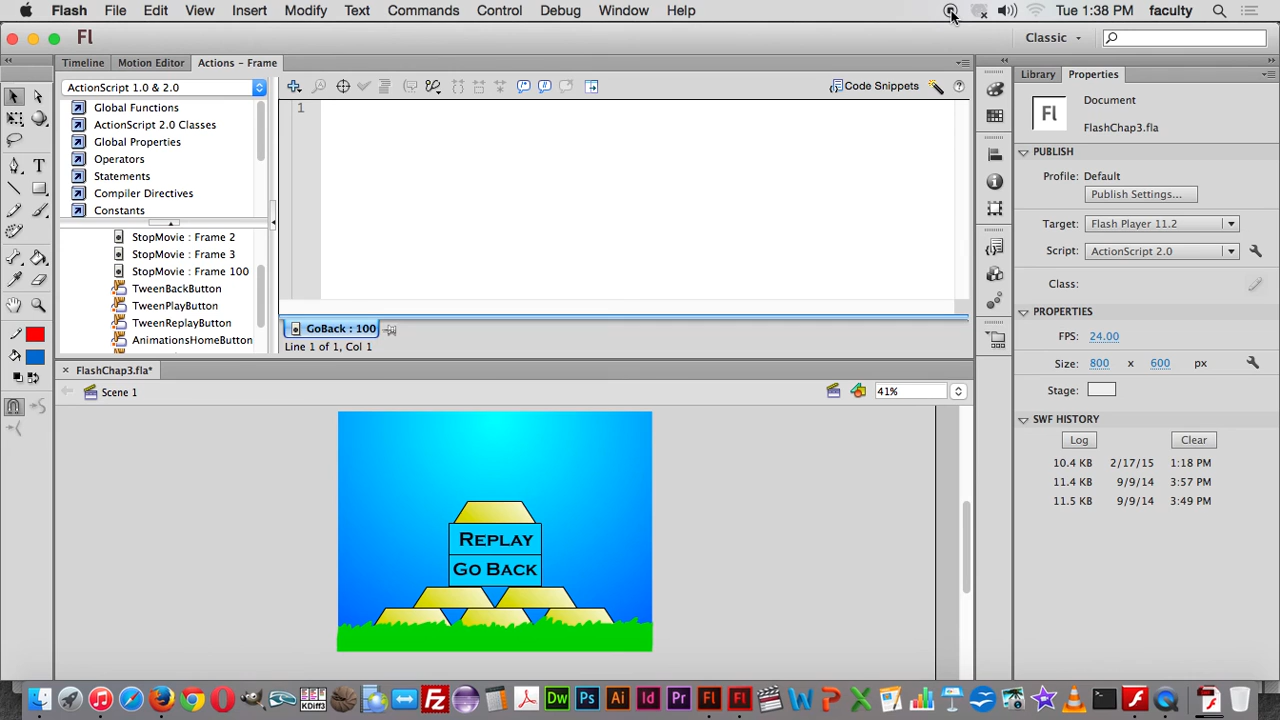 Flash File Edit View Insert Modify Text Commands Control Debug Window Help Tue 1:38 PM faculty
Fl Classic
Timeline Motion Editor Actions - Frame Library Properties
ActionScript 1.0 & 2.0 Code Snippets
Global Functions
ActionScript 2.0 Classes
Global Properties
Operators
Statements
Compiler Directives
Constants
StopMovie : Frame 2
StopMovie : Frame 3
StopMovie : Frame 100
TweenBackButton
TweenPlayButton
TweenReplayButton
AnimationsHomeButton
1
GoBack : 100
Line 1 of 1, Col 1
Fl Document
FlashChap3.fla
PUBLISH
Profile: Default
Publish Settings...
Target: Flash Player 11.2
Script: ActionScript 2.0
Class:
PROPERTIES
FPS: 24.00
Size: 800 x 600 px
Stage:
SWF HISTORY
Log Clear
10.4 KB 2/17/15 1:18 PM
11.4 KB 9/9/14 3:57 PM
11.5 KB 9/9/14 3:49 PM
FlashChap3.fla*
Scene 1 41%
REPLAY
GO BACK
KDiff3 Fz Dw Ps Ai Id Pr Fl Fl W P X